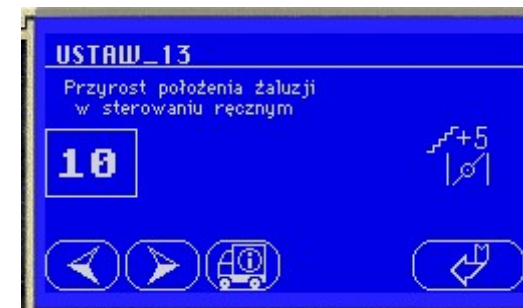 USTAW_13
Przyrost położenia żaluzji
w sterowaniu ręcznym
+5
10